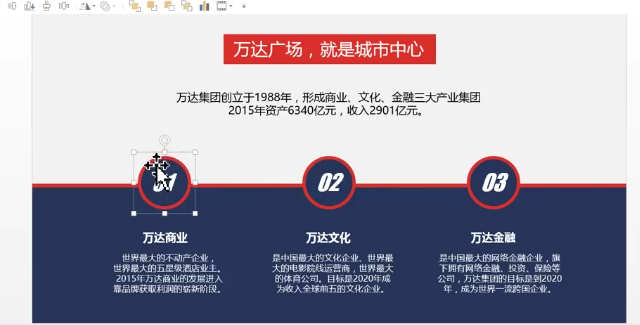 万达广场，就是城市中心
万达集团创立于1988年，形成商业、文化、金融三大产业集团
2015年资产6340亿元，收入2901亿元。
01
02
03
万达商业
世界最大的不动产企业，
世界最大的五星级酒店业主。
2015年万达商业的发展进入
靠品牌获取利润的崭新阶段。
万达文化
是中国最大的文化企业、世界最
大的电影院线运营商，世界最大
的体育公司。目标是2020年成
为收入全球前五的文化企业。
万达金融
是中国最大的网络金融企业，旗
下拥有网络金融、投资、保险等
公司，万达集团的目标是到2020
年，成为世界一流跨国企业。